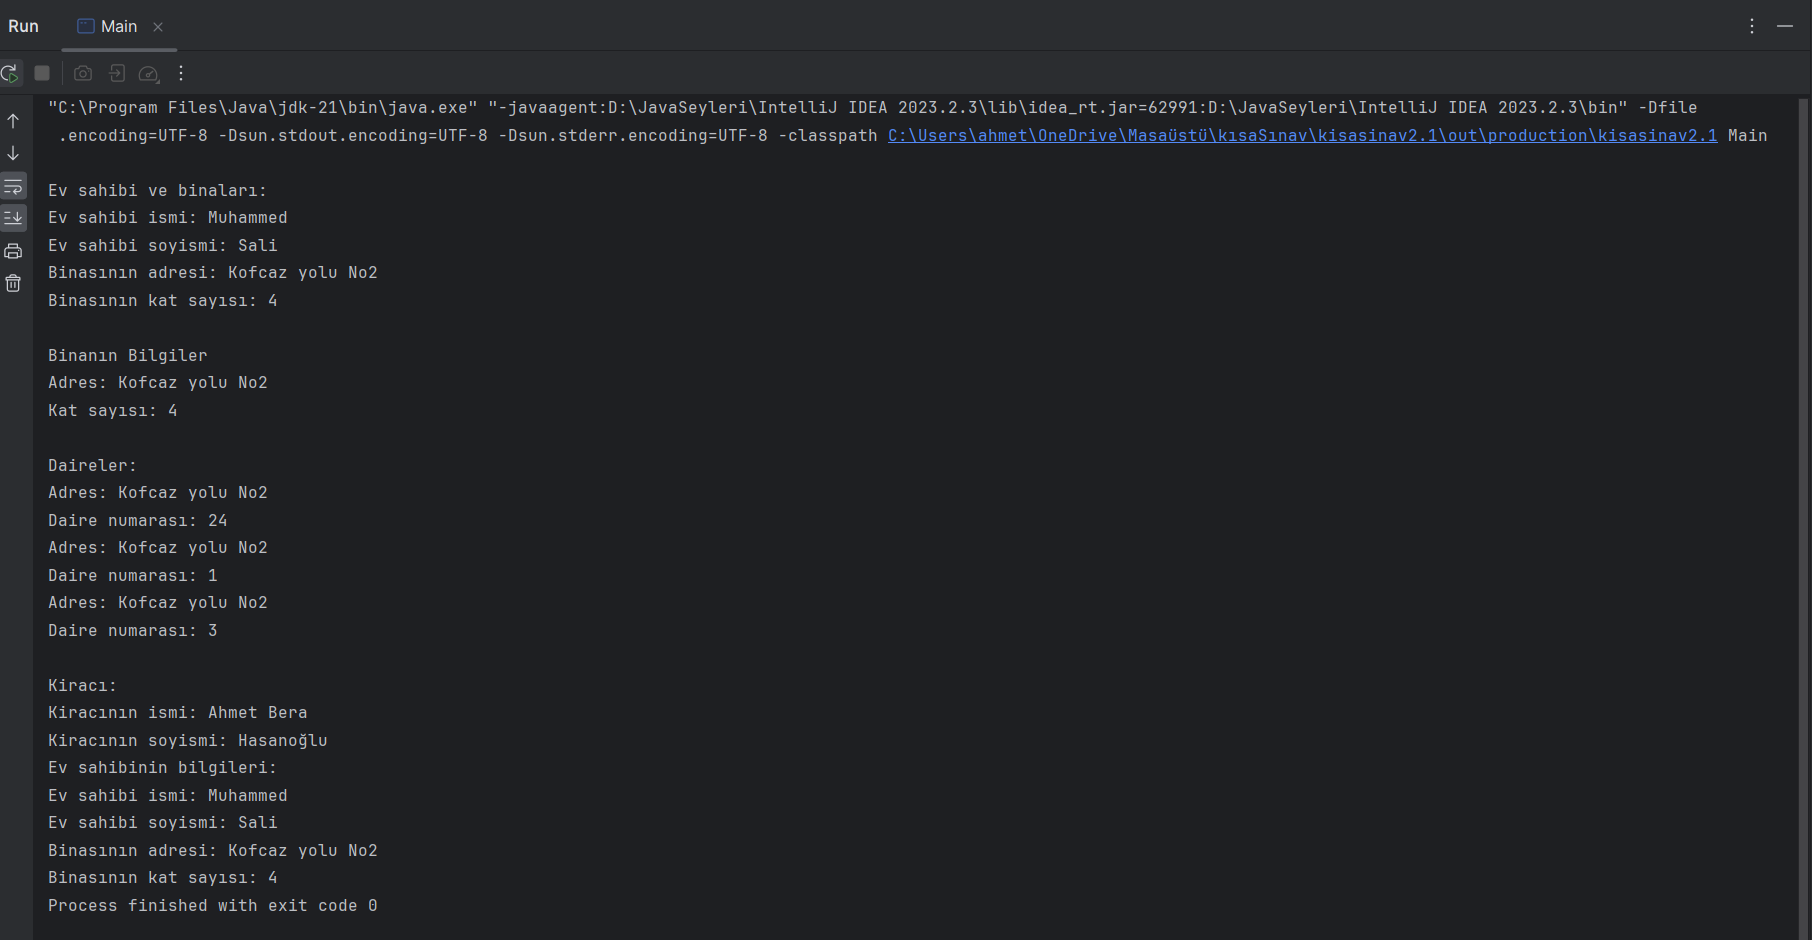 Run
Main
"C:\Program Files\Java\jdk-21\bin\java.exe" "-javaagent:D:\JavaSeyleri\IntelliJ IDEA 2023.2.3\lib\idea_rt.jar=62991:D:\JavaSeyleri\IntelliJ IDEA 2023.2.3\bin" -Dfile
.encoding=UTF-8 -Dsun.stdout.encoding=UTF-8 -Dsun.stderr.encoding=UTF-8 -classpath C:\Users\ahmet\OneDrive\Masaüstü\kısaSınav\kisasinav2.1\out\production\kisasinav2.1 Main
Ev sahibi ve binaları:
Ev sahibi ismi: Muhammed
Ev sahibi soyismi: Sali
Binasının adresi: Kofcaz yolu No2
Binasının kat sayısı: 4
Binanın Bilgiler
Adres: Kofcaz yolu No2
Kat sayısı: 4
Daireler:
Adres: Kofcaz yolu No2
Daire numarası: 24
Adres: Kofcaz yolu No2
Daire numarası: 1
Adres: Kofcaz yolu No2
Daire numarası: 3
Kiracı:
Kiracının ismi: Ahmet Bera
Kiracının soyismi: Hasanoğlu
Ev sahibinin bilgileri:
Ev sahibi ismi: Muhammed
Ev sahibi soyismi: Sali
Binasının adresi: Kofcaz yolu No2
Binasının kat sayısı: 4
Process finished with exit code 0